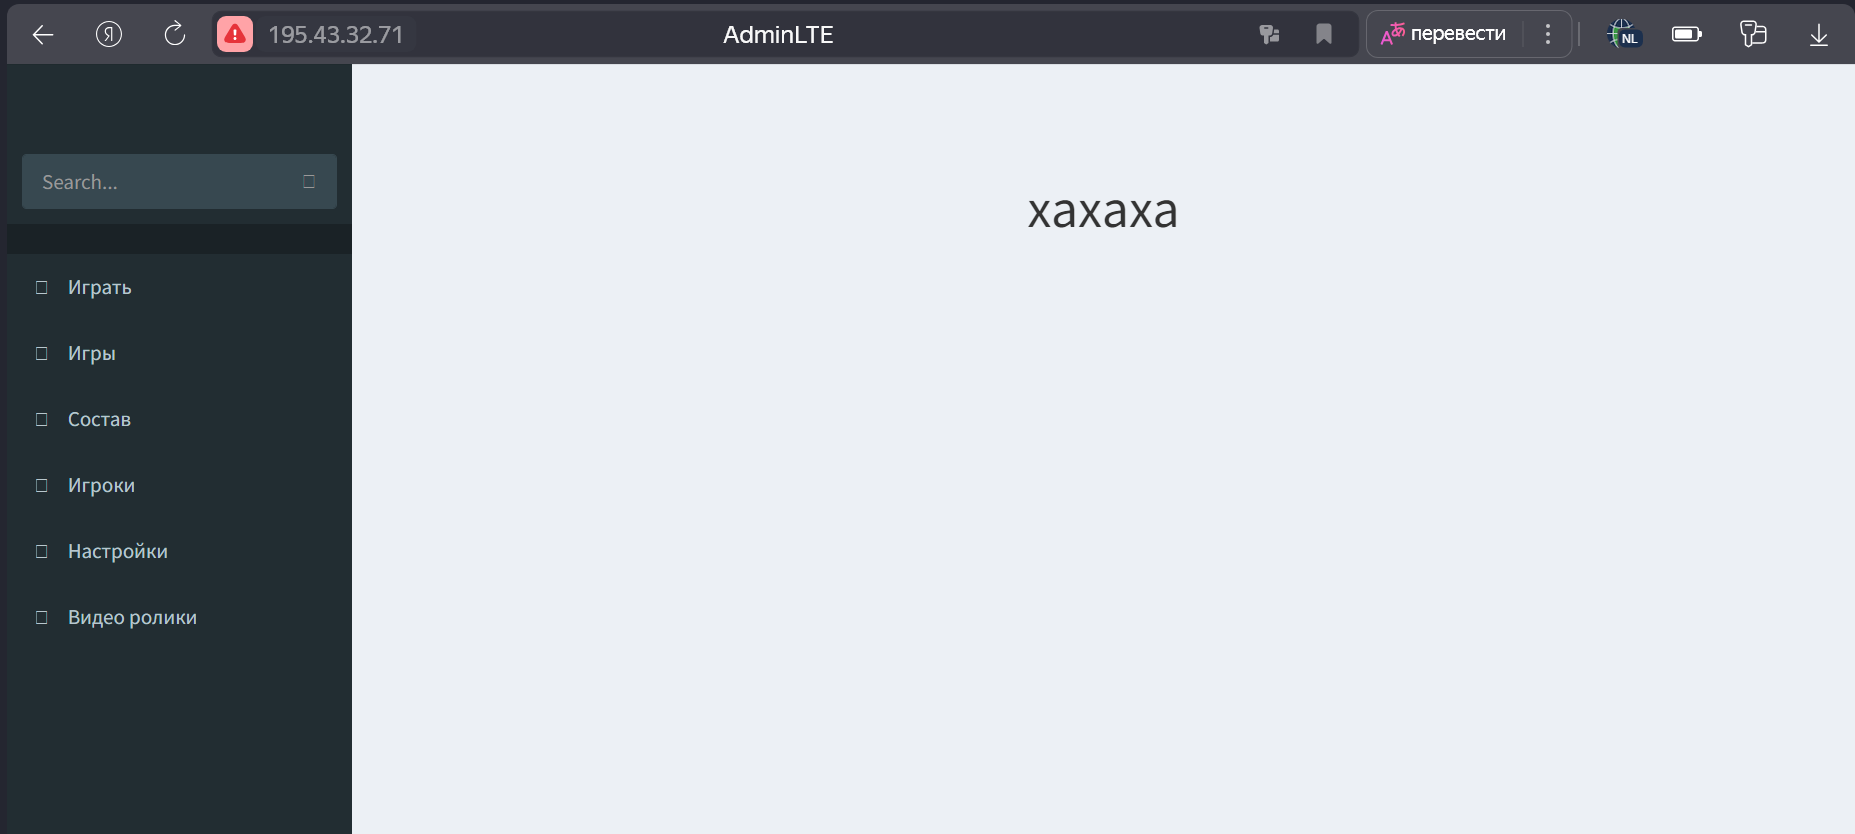 195.43.32.71
AdminLTE
перевести
NL
Search...
хахаха
Играть
Игры
Состав
Игроки
Настройки
Видео ролики